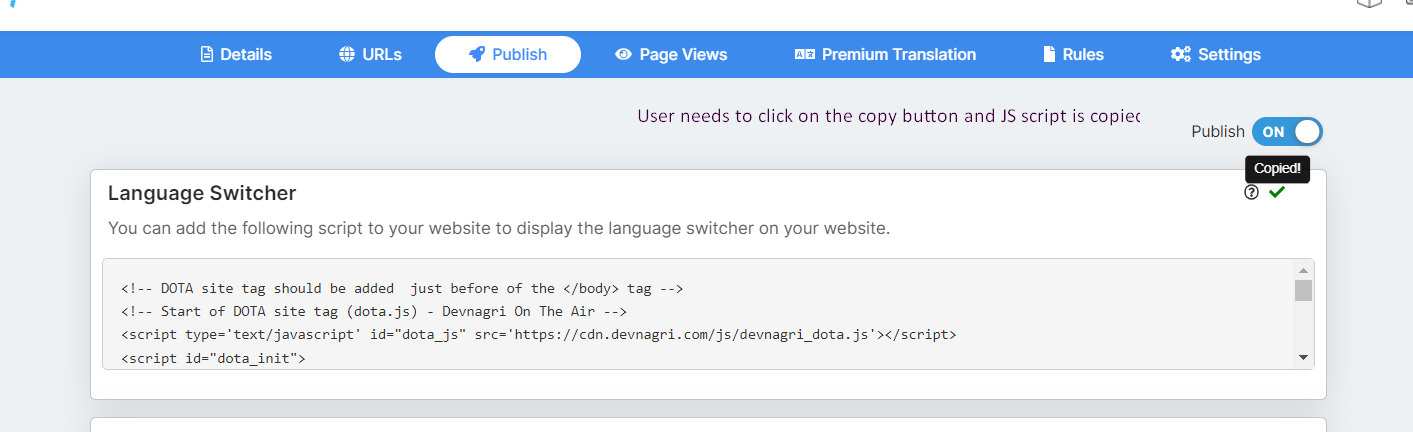 Details URLs Publish Page Views Premium Translation Rules Settings
User needs to click on the copy button and JS script is copied
Publish ON
Copied!
Language Switcher
You can add the following script to your website to display the language switcher on your website.
<!-- DOTA site tag should be added  just before of the </body> tag -->
<!-- Start of DOTA site tag (dota.js) - Devnagri On The Air -->
<script type='text/javascript' id="dota_js" src='https://cdn.devnagri.com/js/devnagri_dota.js'></script>
<script id="dota_init">